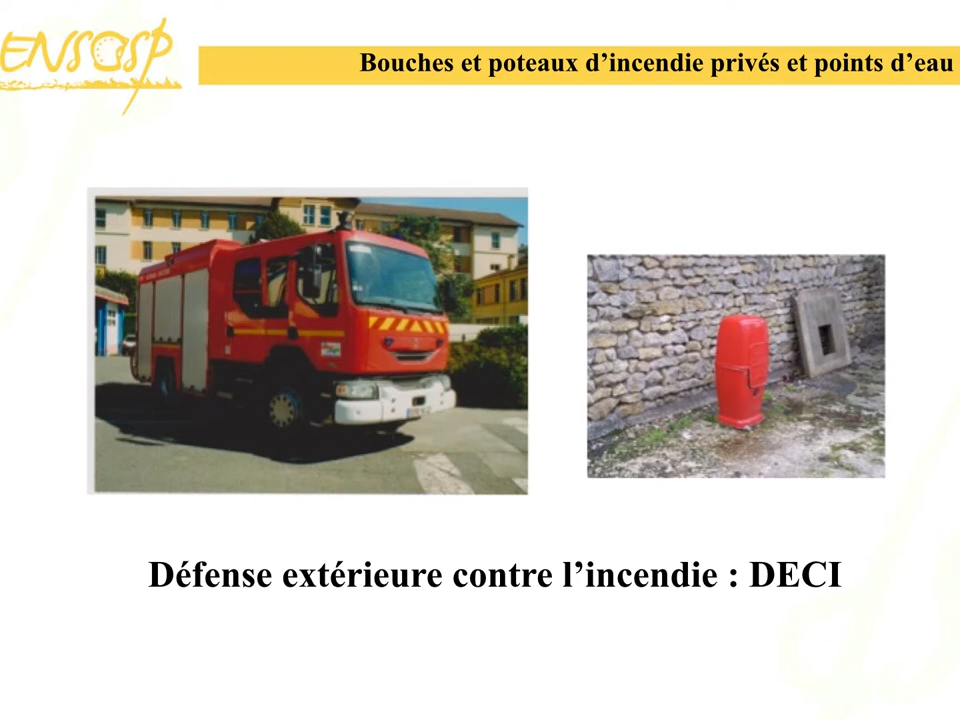 ENSOSP
Bouches et poteaux d’incendie privés et points d’eau
Défense extérieure contre l’incendie : DECI